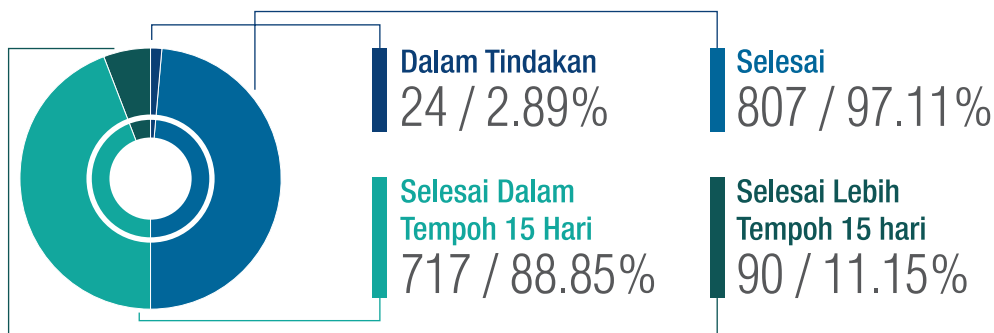 Dalam Tindakan
24 / 2.89%
Selesai
807 / 97.11%
Selesai Dalam
Tempoh 15 Hari
717 / 88.85%
Selesai Lebih
Tempoh 15 hari
90 / 11.15%